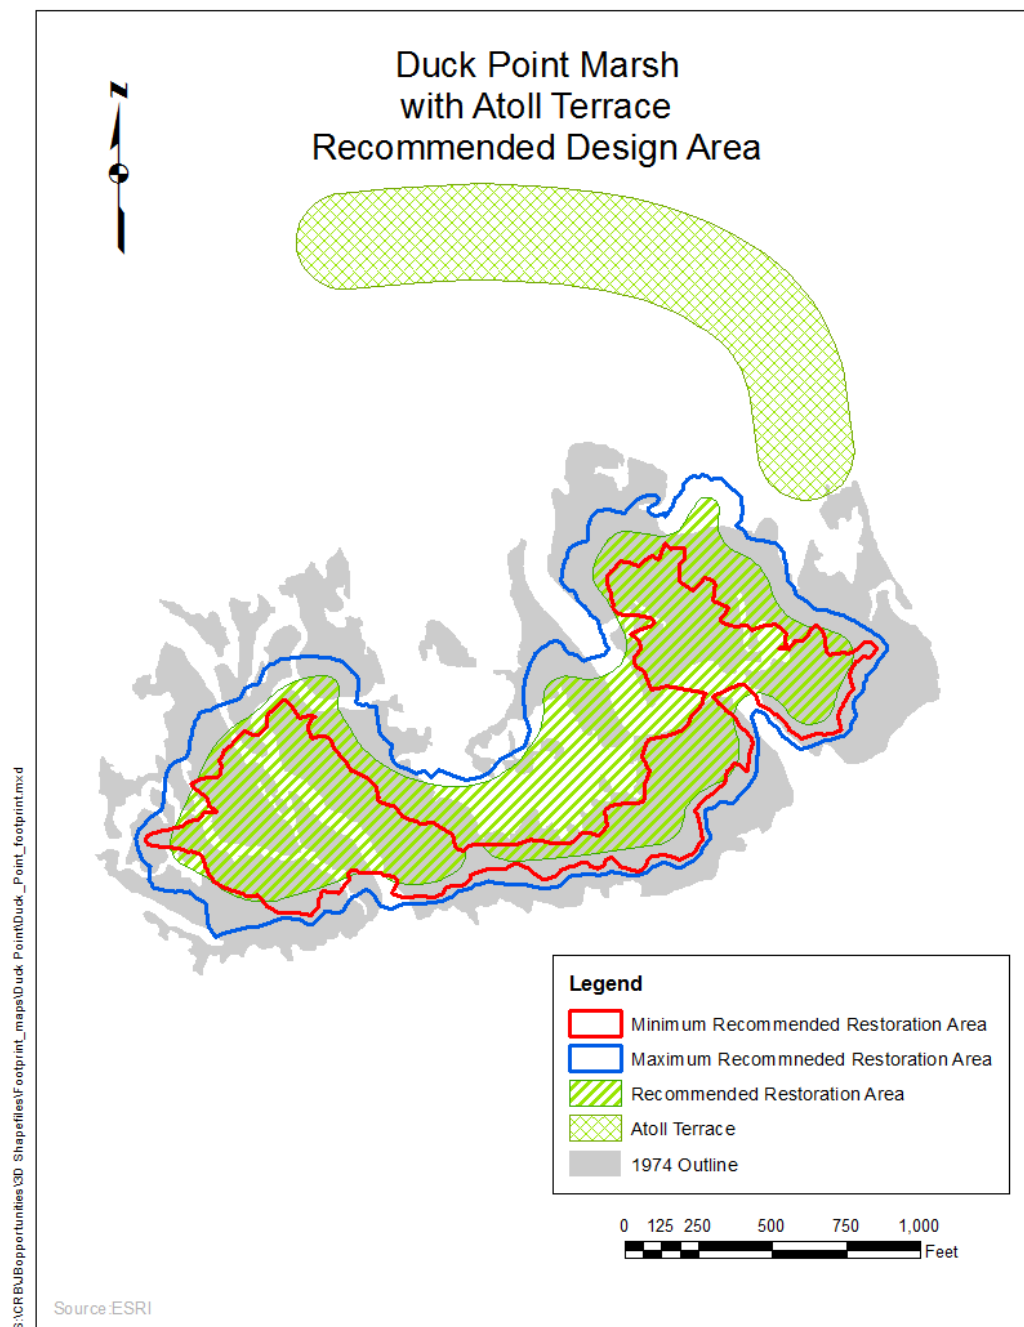 Duck Point Marsh
with Atoll Terrace
Recommended Design Area
N
Legend
Minimum Recommended Restoration Area
Maximum Recommneded Restoration Area
Recommended Restoration Area
Atoll Terrace
1974 Outline
0 125 250 500 750 1,000
Feet
Source:ESRI
S:\CRB\JBopportunities\3D Shapefiles\Footprint_maps\Duck Point\Duck_Point_footprint.mxd